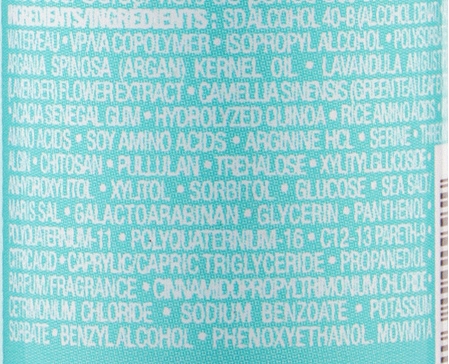 INGREDIENTS/INGRÉDIENTS: SD ALCOHOL 40-B (ALCOHOL DENAT
WATER/EAU • VP/VA COPOLYMER • ISOPROPYL ALCOHOL • POLYSORB
ARGANIA SPINOSA (ARGAN) KERNEL OIL • LAVANDULA ANGUS
(LAVENDER) FLOWER EXTRACT • CAMELLIA SINENSIS (GREEN TEA) LEAF
• ACACIA SENEGAL GUM • HYDROLYZED QUINOA • RICE AMINO ACIDS •
AMINO ACIDS • SOY AMINO ACIDS • ARGININE HCL • SERINE • THRE
ALGIN • CHITOSAN • PULLULAN • TREHALOSE • XYLITYLGLUCOSIDE •
ANHYDROXYLITOL • XYLITOL • SORBITOL • GLUCOSE • SEA SALT
MARIS SAL • GALACTOARABINAN • GLYCERIN • PANTHENOL •
POLYQUATERNIUM-11 • POLYQUATERNIUM-16 • C12-13 PARETH-9 •
CITRIC ACID • CAPRYLIC/CAPRIC TRIGLYCERIDE • PROPANEDIOL •
PARFUM/FRAGRANCE • CINNAMIDOPROPYLTRIMONIUM CHLORIDE •
CETRIMONIUM CHLORIDE • SODIUM BENZOATE • POTASSIUM
SORBATE • BENZYL ALCOHOL • PHENOXYETHANOL. MOVM01A